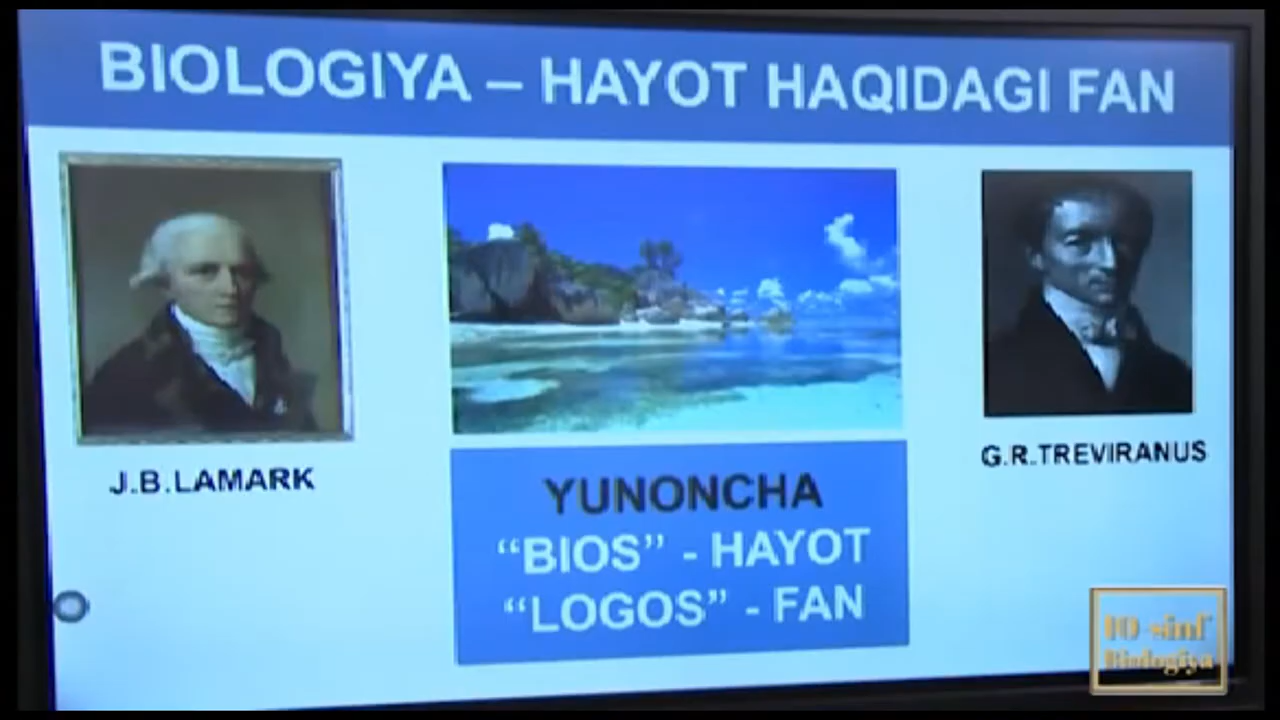 BIOLOGIYA – HAYOT HAQIDAGI FAN
J.B.LAMARK
G.R.TREVIRANUS
YUNONCHA
“BIOS” - HAYOT
“LOGOS” - FAN
10-sinf
Biologiya